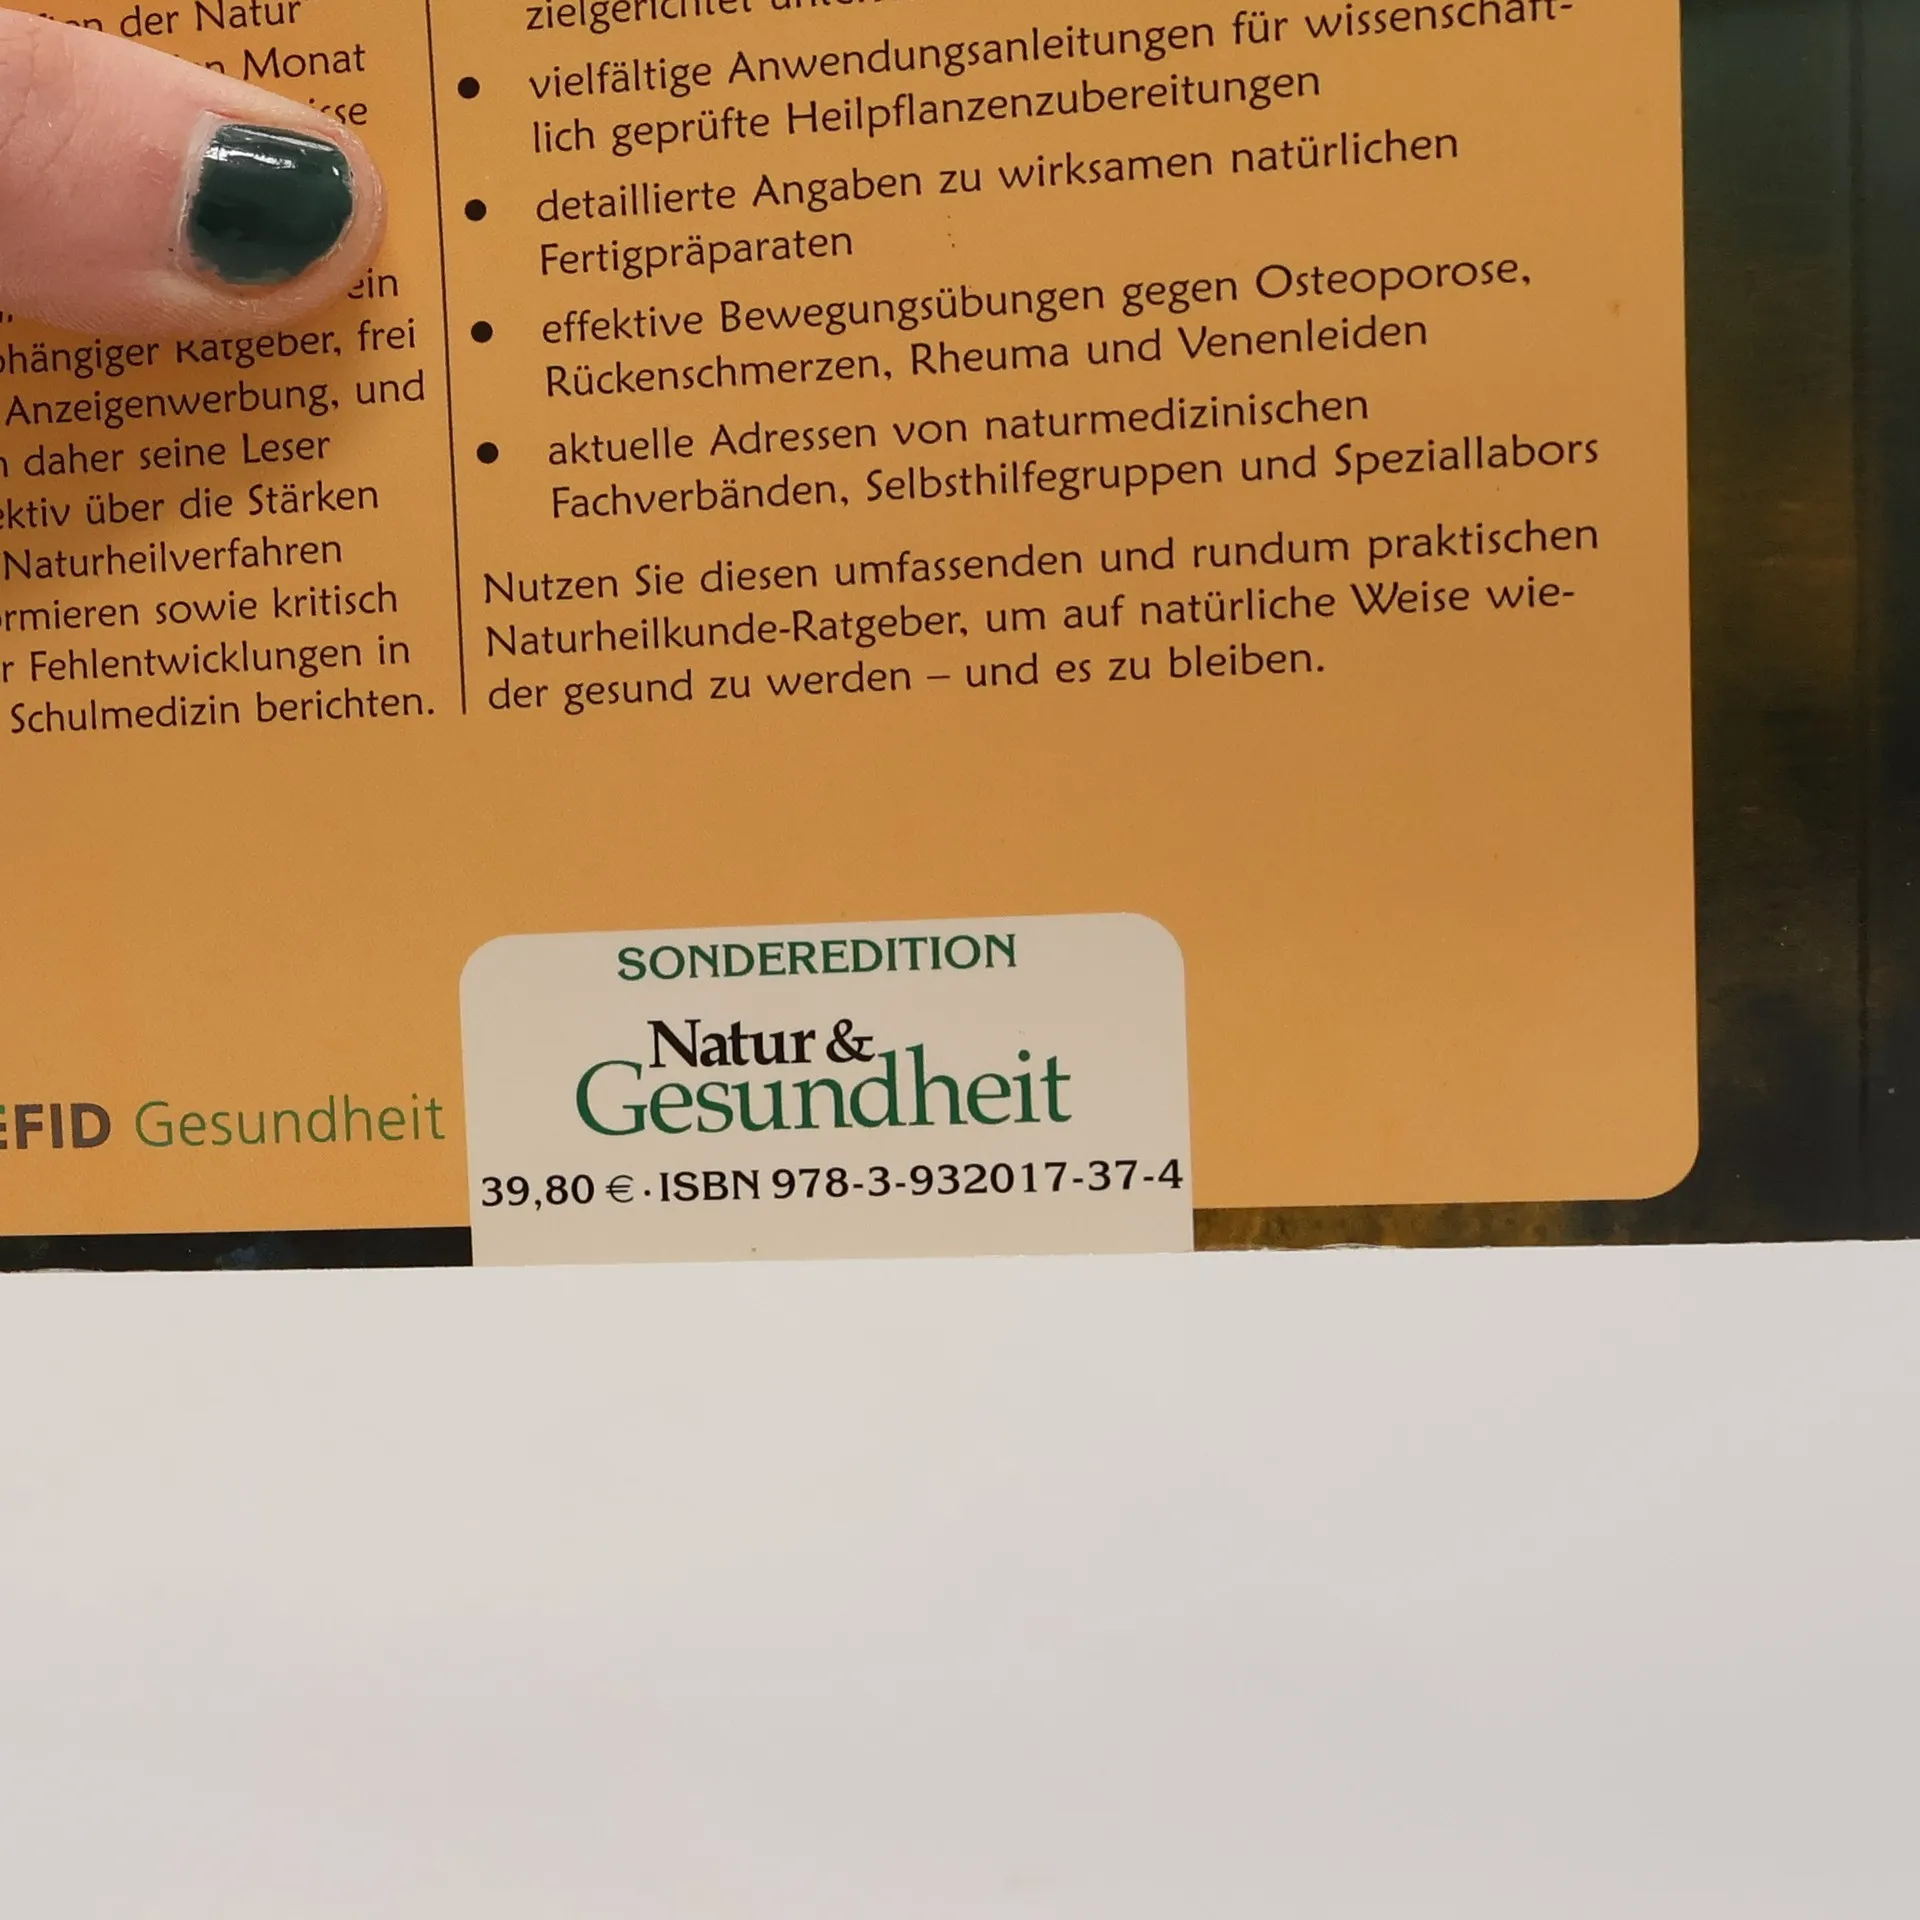 der Natur
Monat
ein
Ratgeber, frei
Anzeigenwerbung, und
daher seine Leser
über die Stärken
Naturheilverfahren
sowie kritisch
Fehlentwicklungen in
Schulmedizin berichten.
zielgerichtet
● vielfältige Anwendungsanleitungen für wissenschaft-
lich geprüfte Heilpflanzenzubereitungen
● detaillierte Angaben zu wirksamen natürlichen
Fertigpräparaten
● effektive Bewegungsübungen gegen Osteoporose,
Rückenschmerzen, Rheuma und Venenleiden
● aktuelle Adressen von naturmedizinischen
Fachverbänden, Selbsthilfegruppen und Speziallabors
Nutzen Sie diesen umfassenden und rundum praktischen
Naturheilkunde-Ratgeber, um auf natürliche Weise wie-
der gesund zu werden – und es zu bleiben.
FID Gesundheit
SONDEREDITION
Natur &
Gesundheit
39,80 € · ISBN 978-3-932017-37-4